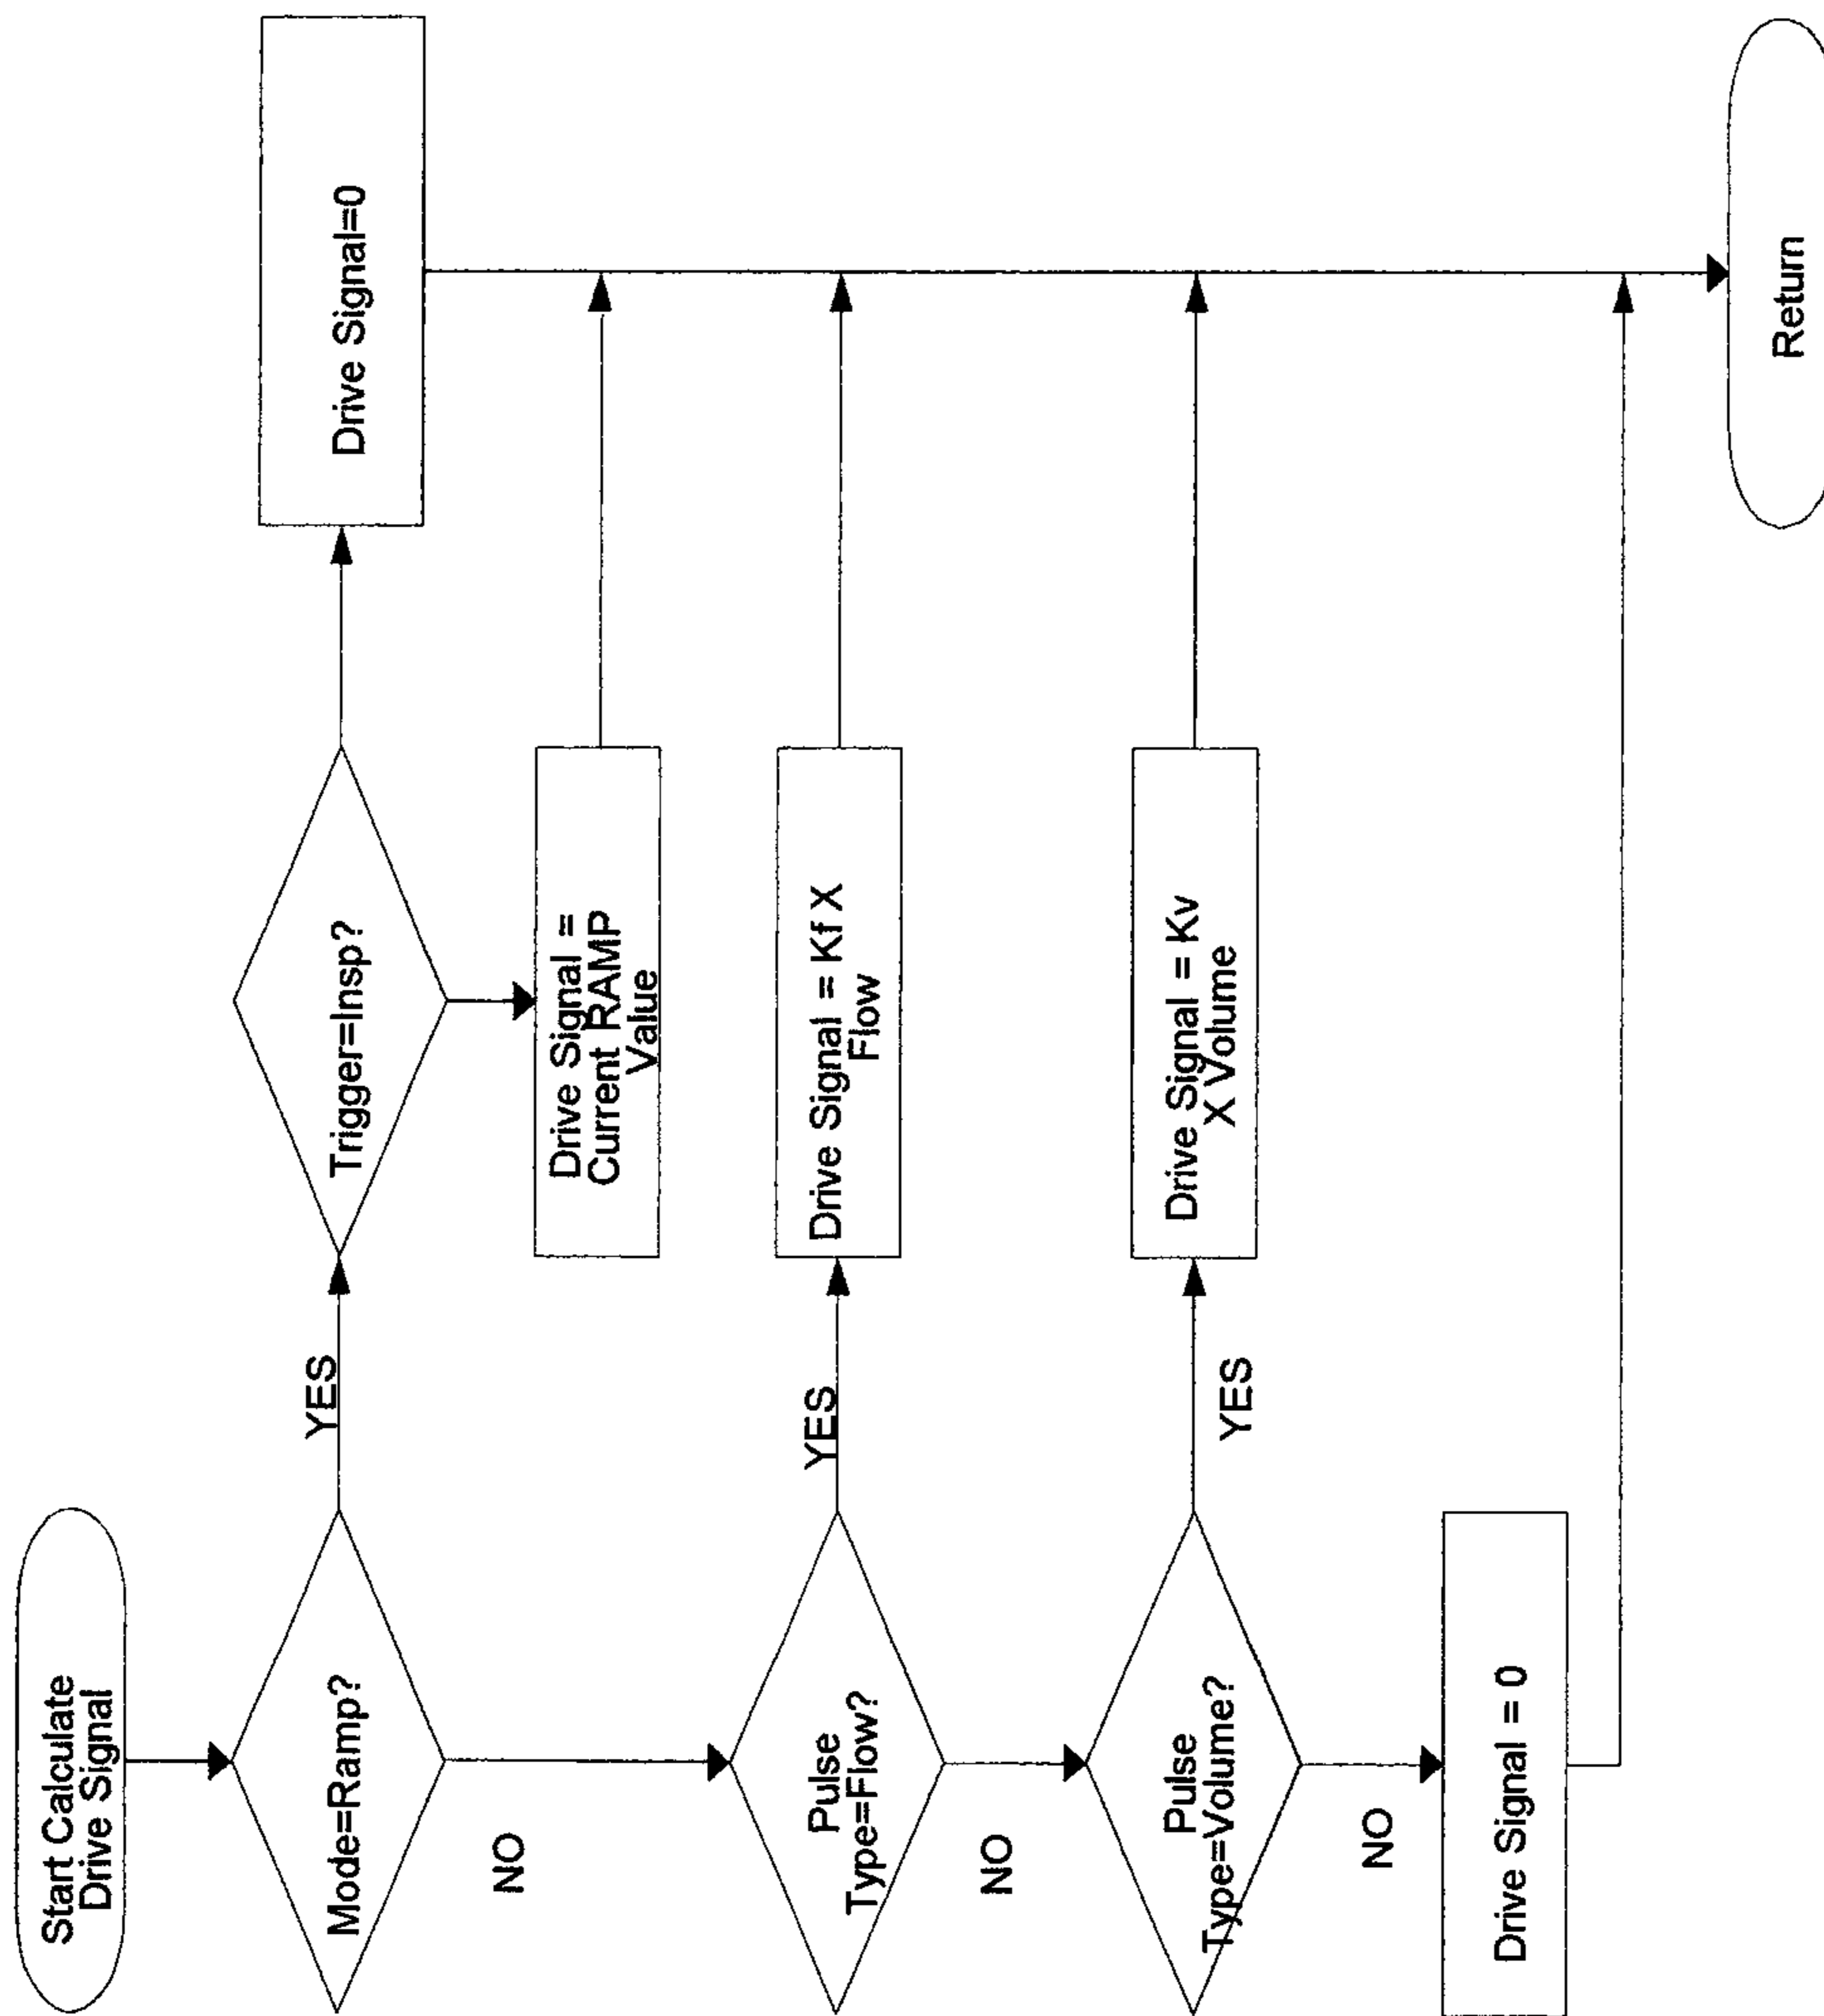 Start Calculate
Drive Signal
Mode=Ramp?
YES
Trigger=Insp?
Drive Signal=0
Drive Signal =
Current RAMP
Value
NO
Pulse
Type=Flow?
YES
Drive Signal = Kf X
Flow
NO
Pulse
Type=Volume?
YES
Drive Signal = Kv
X Volume
NO
Drive Signal = 0
Return